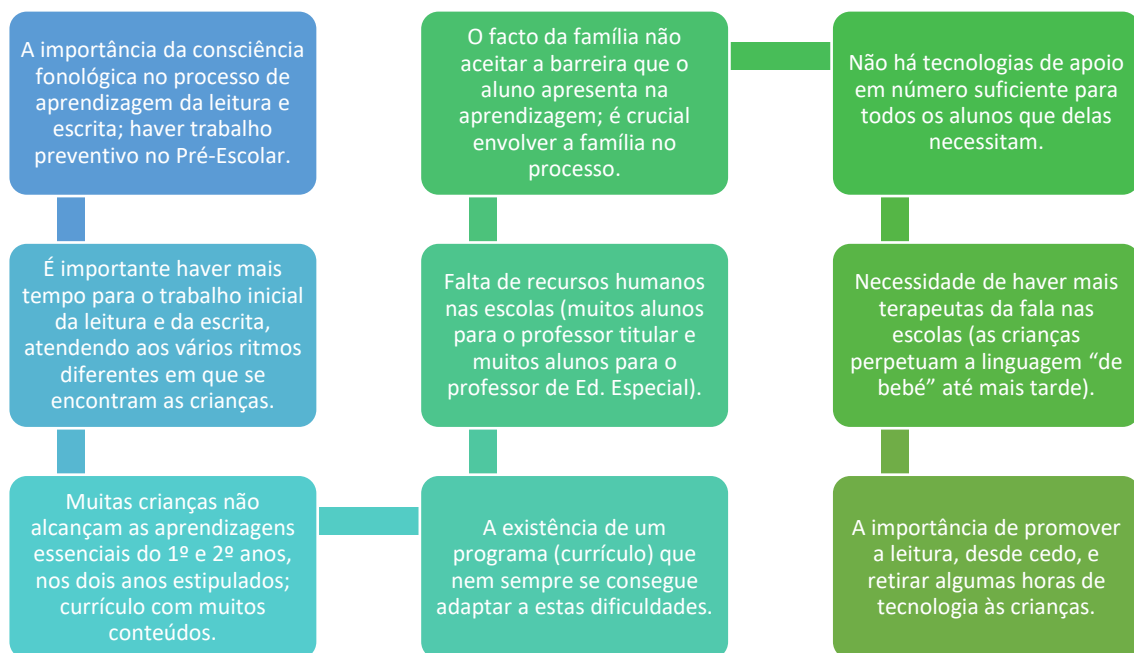 A importância da consciência
fonológica no processo de
aprendizagem da leitura e
escrita; haver trabalho
preventivo no Pré-Escolar.
É importante haver mais
tempo para o trabalho inicial
da leitura e da escrita,
atendendo aos vários ritmos
diferentes em que se
encontram as crianças.
Muitas crianças não
alcançam as aprendizagens
essenciais do 1º e 2º anos,
nos dois anos estipulados;
currículo com muitos
conteúdos.
A existência de um
programa (currículo) que
nem sempre se consegue
adaptar a estas dificuldades.
Falta de recursos humanos
nas escolas (muitos alunos
para o professor titular e
muitos alunos para o
professor de Ed. Especial).
O facto da família não
aceitar a barreira que o
aluno apresenta na
aprendizagem; é crucial
envolver a família no
processo.
Não há tecnologias de apoio
em número suficiente para
todos os alunos que delas
necessitam.
Necessidade de haver mais
terapeutas da fala nas
escolas (as crianças
perpetuam a linguagem “de
bebé” até mais tarde).
A importância de promover
a leitura, desde cedo, e
retirar algumas horas de
tecnologia às crianças.